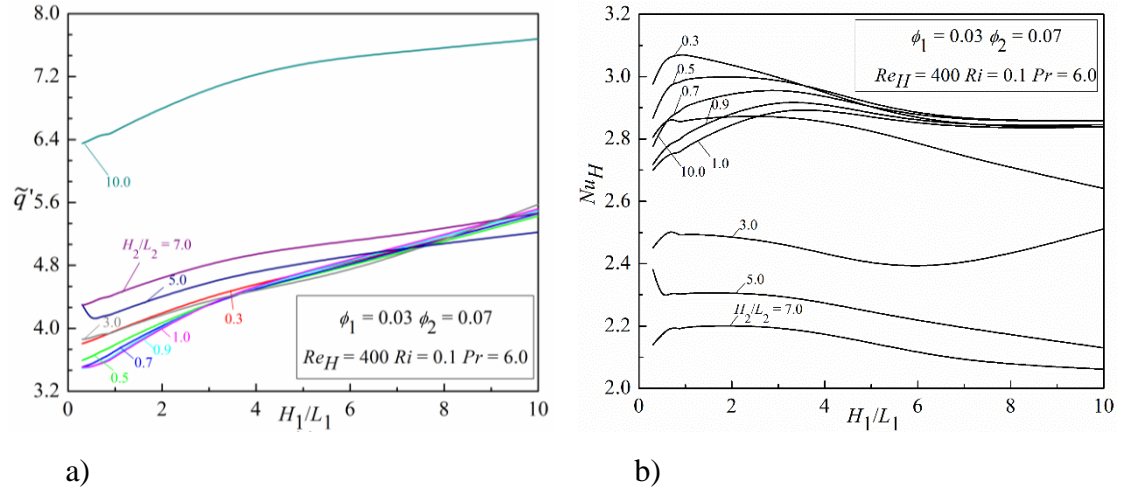 8.0
7.2
6.4
5.6
4.8
4.0
3.2
q̃'
10.0
H₂/L₂ = 7.0
5.0
3.0
0.3
1.0
0.9
0.7
0.5
ϕ₁ = 0.03 ϕ₂ = 0.07
Re_H = 400 Ri = 0.1 Pr = 6.0
0 2 4 6 8 10
H₁/L₁
a)
3.2
3.0
2.8
2.6
2.4
2.2
2.0
Nu_H
0.3
0.5
0.7
0.9
1.0
10.0
3.0
5.0
H₂/L₂ = 7.0
ϕ₁ = 0.03 ϕ₂ = 0.07
Re_H = 400 Ri = 0.1 Pr = 6.0
0 2 4 6 8 10
H₁/L₁
b)